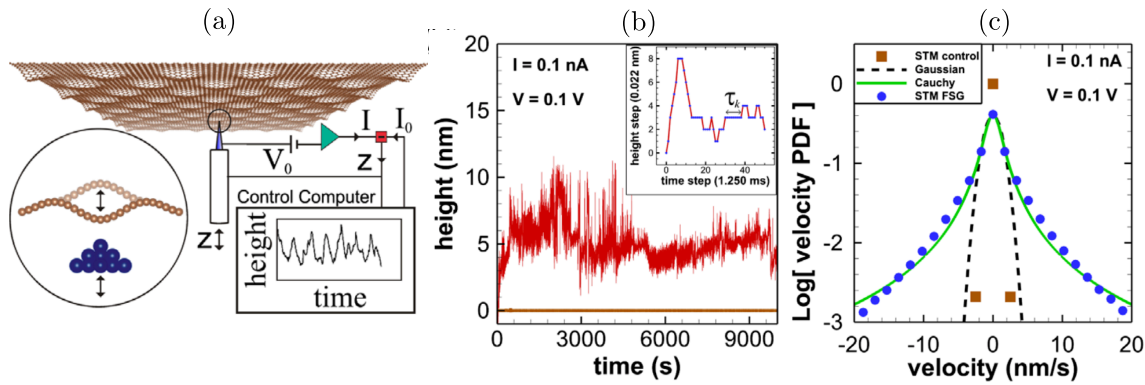 (a)
I
I₀
V₀
Z
Control Computer
Z
height
time
(b)
20
15
10
5
0
height (nm)
I = 0.1 nA
V = 0.1 V
8
6
4
2
0
height step (0.022 nm)
τₖ
0
20
40
time step (1.250 ms)
0
3000
6000
9000
time (s)
(c)
STM control
Gaussian
Cauchy
STM FSG
I = 0.1 nA
V = 0.1 V
0
-1
-2
-3
Log[ velocity PDF]
-20
-10
0
10
20
velocity (nm/s)